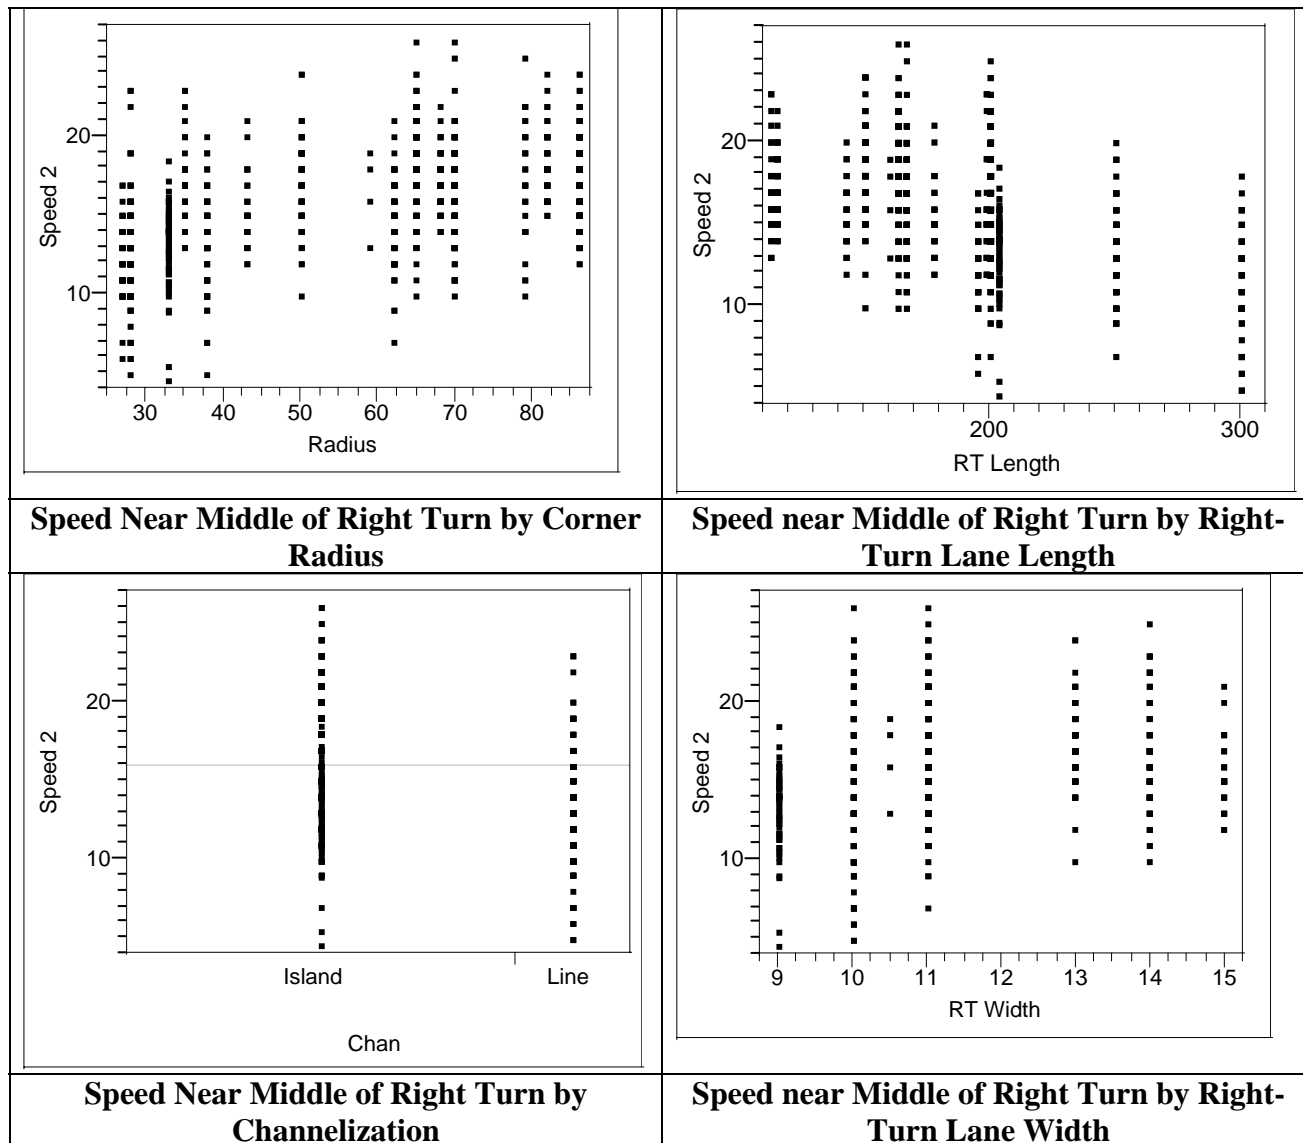 20
10
Speed 2
30 40 50 60 70 80
Radius
Speed Near Middle of Right Turn by Corner
Radius
20
10
Speed 2
200 300
RT Length
Speed near Middle of Right Turn by Right-
Turn Lane Length
20
10
Speed 2
Island Line
Chan
Speed Near Middle of Right Turn by
Channelization
20
10
Speed 2
9 10 11 12 13 14 15
RT Width
Speed near Middle of Right Turn by Right-
Turn Lane Width